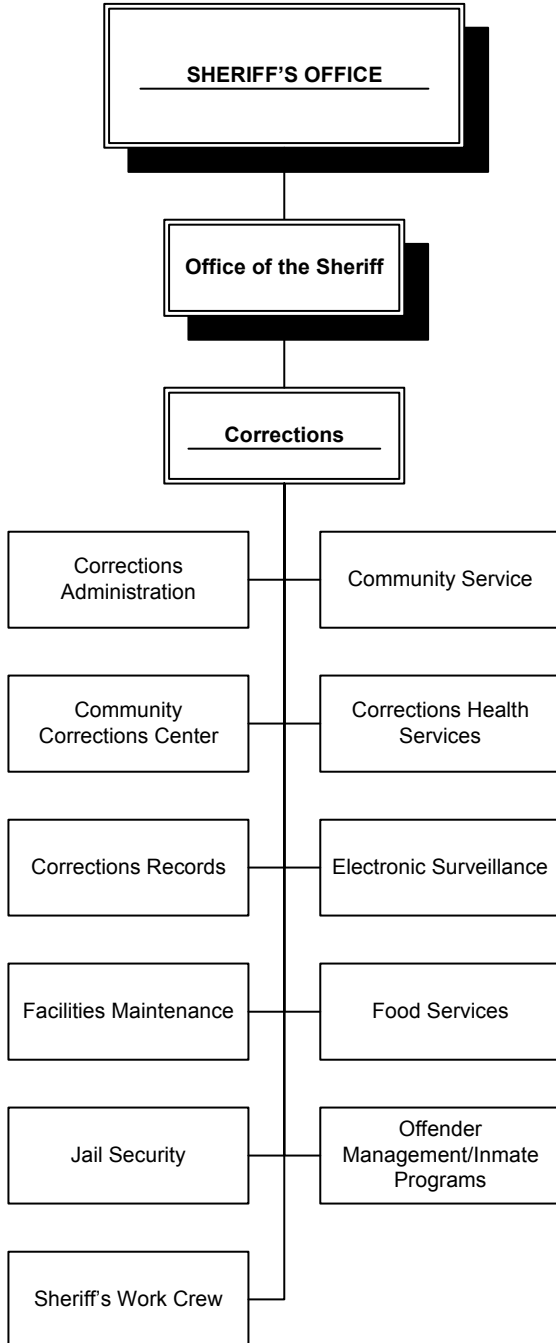 SHERIFF’S OFFICE
Office of the Sheriff
Corrections
Corrections
Administration
Community Service
Community
Corrections Center
Corrections Health
Services
Corrections Records
Electronic Surveillance
Facilities Maintenance
Food Services
Jail Security
Offender
Management/Inmate
Programs
Sheriff’s Work Crew